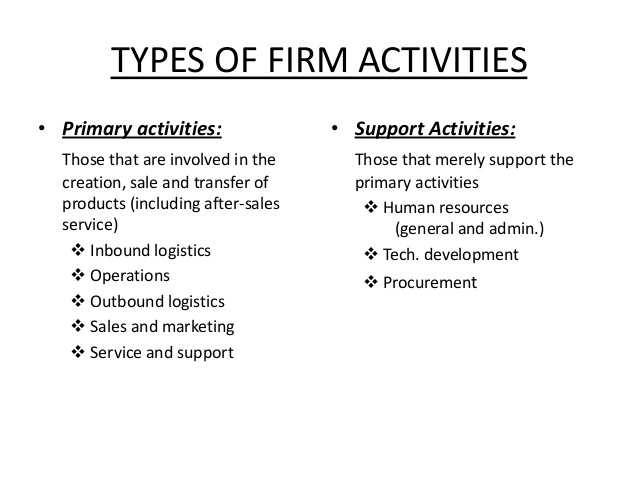 TYPES OF FIRM ACTIVITIES
• Primary activities:
Those that are involved in the
creation, sale and transfer of
products (including after-sales
service)
❖ Inbound logistics
❖ Operations
❖ Outbound logistics
❖ Sales and marketing
❖ Service and support
• Support Activities:
Those that merely support the
primary activities
❖ Human resources
(general and admin.)
❖ Tech. development
❖ Procurement